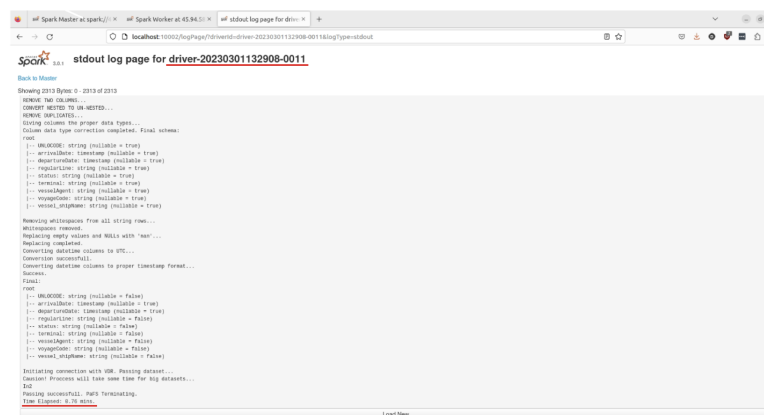 Spark Master at spark://
Spark Worker at 45.94.58
stdout log page for driver
localhost:10002/logPage/?driverId=driver-20230301132908-0011&logType=stdout
Spark 3.0.1 stdout log page for driver-20230301132908-0011
Back to Master
Showing 2313 Bytes: 0 - 2313 of 2313
REMOVE TWO COLUMNS...
CONVERT NESTED TO UN-NESTED...
REMOVE DUPLICATES...
Giving columns the proper data types...
Column data type correction completed. Final schema:
root
|-- UNLOCODE: string (nullable = true)
|-- arrivalDate: timestamp (nullable = true)
|-- departureDate: timestamp (nullable = true)
|-- regularLine: string (nullable = true)
|-- status: string (nullable = true)
|-- terminal: string (nullable = true)
|-- vesselAgent: string (nullable = true)
|-- voyageCode: string (nullable = true)
|-- vessel_shipName: string (nullable = true)
Removing whitespaces from all string rows...
Whitespaces removed.
Replacing empty values and NULLs with 'nan'...
Replacing completed.
Converting datetime columns to UTC...
Conversion successfull.
Converting datetime columns to proper timestamp format...
Success.
Final:
root
|-- UNLOCODE: string (nullable = false)
|-- arrivalDate: timestamp (nullable = true)
|-- departureDate: timestamp (nullable = true)
|-- regularLine: string (nullable = false)
|-- status: string (nullable = false)
|-- terminal: string (nullable = false)
|-- vesselAgent: string (nullable = false)
|-- voyageCode: string (nullable = false)
|-- vessel_shipName: string (nullable = false)
Initiating connection with VDR. Passing dataset...
Causion! Proccess will take some time for big datasets...
In2
Passing successfull. PaFS Terminating.
Time Elapsed: 0.76 mins.
Load New